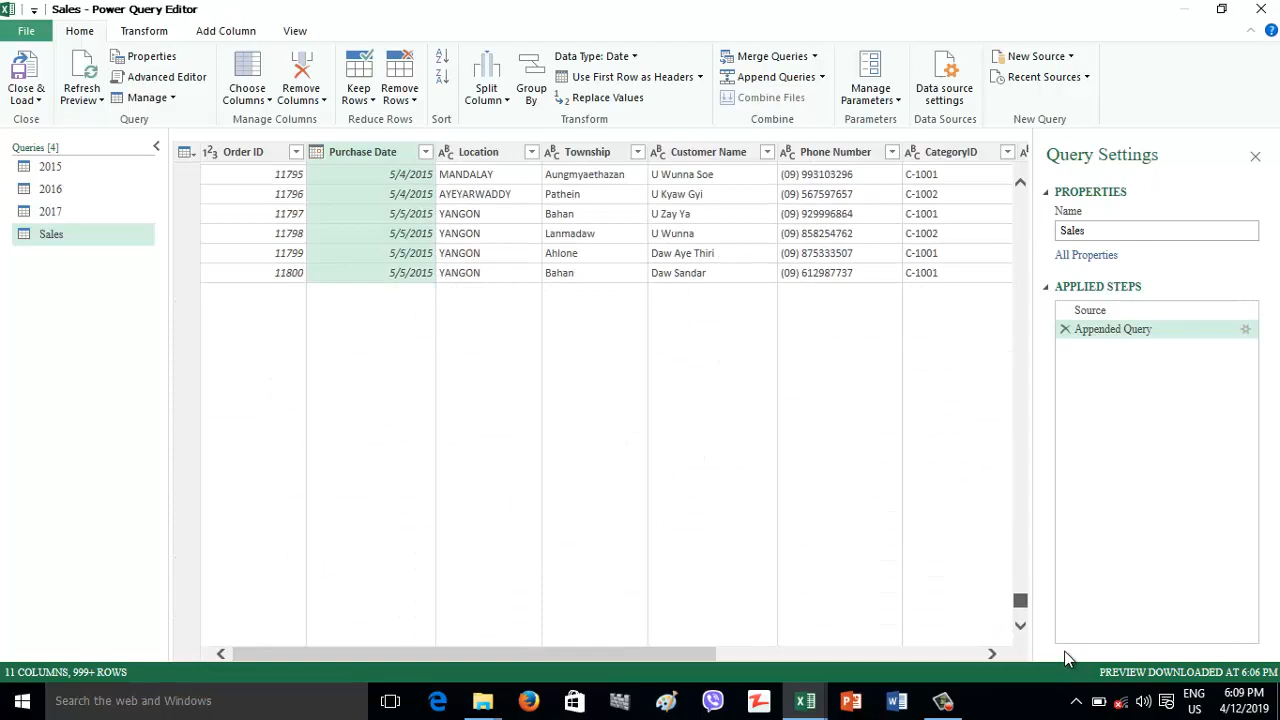 Sales - Power Query Editor
File Home Transform Add Column View
Close & Load
Close
Refresh Preview
Properties
Advanced Editor
Manage
Query
Choose Columns
Remove Columns
Manage Columns
Keep Rows
Remove Rows
Reduce Rows
Sort
Split Column
Group By
Data Type: Date
Use First Row as Headers
Replace Values
Transform
Merge Queries
Append Queries
Combine Files
Combine
Manage Parameters
Parameters
Data source settings
Data Sources
New Source
Recent Sources
New Query
Queries [4]
2015
2016
2017
Sales
Order ID Purchase Date Location Township Customer Name Phone Number CategoryID
11795 5/4/2015 MANDALAY Aungmyaethazan U Wunna Soe (09) 993103296 C-1001
11796 5/4/2015 AYEYARWADDY Pathein U Kyaw Gyi (09) 567597657 C-1002
11797 5/5/2015 YANGON Bahan U Zay Ya (09) 929996864 C-1001
11798 5/5/2015 YANGON Lanmadaw U Wunna (09) 858254762 C-1002
11799 5/5/2015 YANGON Ahlone Daw Aye Thiri (09) 875333507 C-1001
11800 5/5/2015 YANGON Bahan Daw Sandar (09) 612987737 C-1001
Query Settings
PROPERTIES
Name
Sales
All Properties
APPLIED STEPS
Source
Appended Query
11 COLUMNS, 999+ ROWS
PREVIEW DOWNLOADED AT 6:06 PM
Search the web and Windows
ENG
US
6:09 PM
4/12/2019